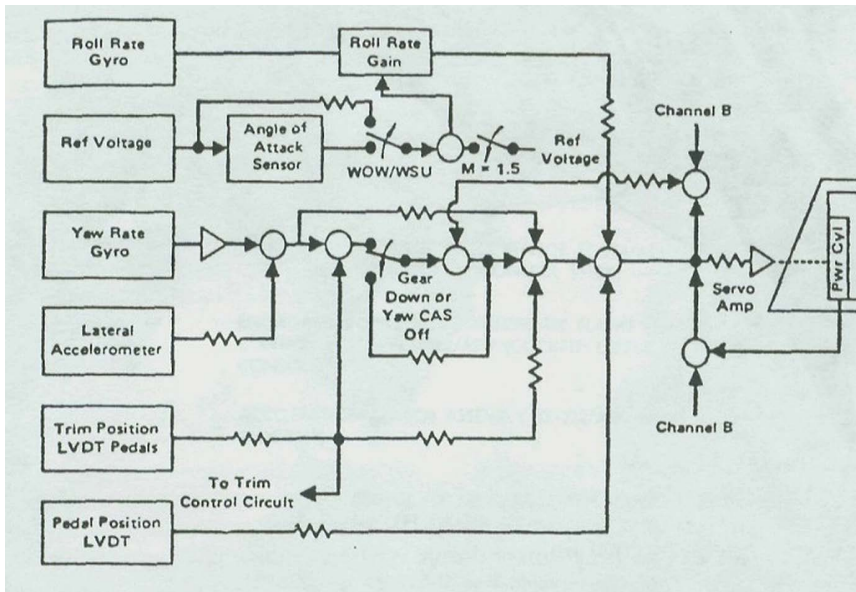 Roll Rate
Gyro
Roll Rate
Gain
Ref Voltage
Angle of
Attack
Sensor
WOW/WSU
M = 1.5
Ref
Voltage
Channel B
Yaw Rate
Gyro
Gear
Down or
Yaw CAS
Off
Servo
Amp
Pwr Cyl
Lateral
Accelerometer
Channel B
Trim Position
LVDT Pedals
To Trim
Control Circuit
Pedal Position
LVDT